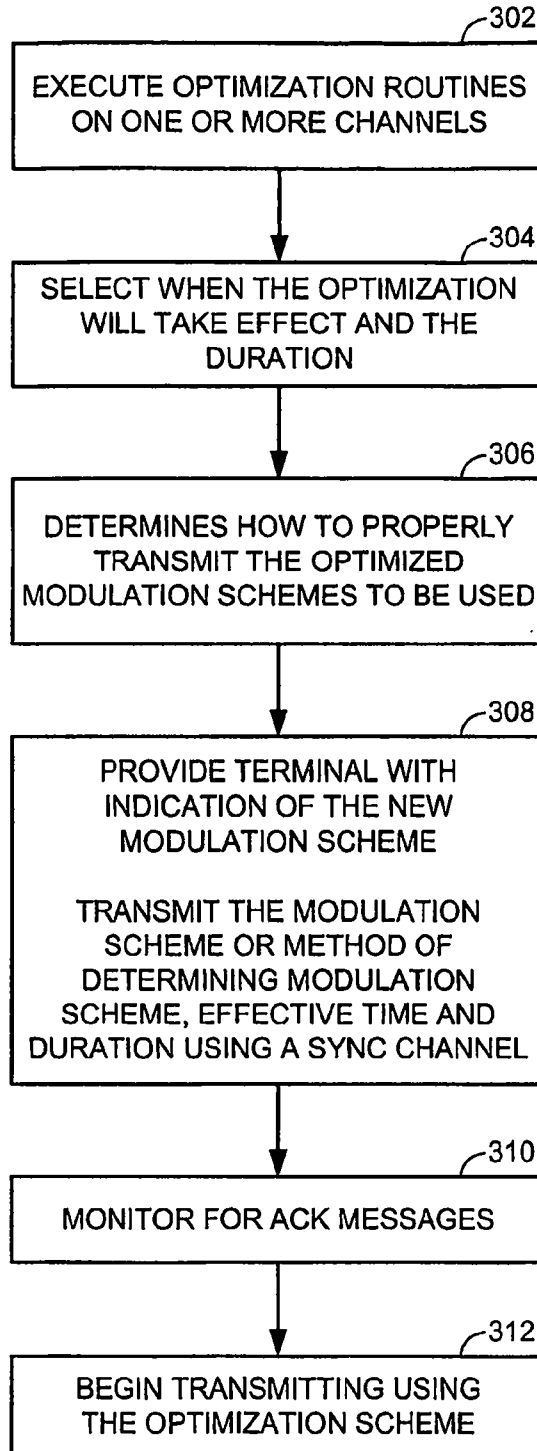 302
EXECUTE OPTIMIZATION ROUTINES
ON ONE OR MORE CHANNELS
304
SELECT WHEN THE OPTIMIZATION
WILL TAKE EFFECT AND THE
DURATION
306
DETERMINES HOW TO PROPERLY
TRANSMIT THE OPTIMIZED
MODULATION SCHEMES TO BE USED
308
PROVIDE TERMINAL WITH
INDICATION OF THE NEW
MODULATION SCHEME
TRANSMIT THE MODULATION
SCHEME OR METHOD OF
DETERMINING MODULATION
SCHEME, EFFECTIVE TIME AND
DURATION USING A SYNC CHANNEL
310
MONITOR FOR ACK MESSAGES
312
BEGIN TRANSMITTING USING
THE OPTIMIZATION SCHEME